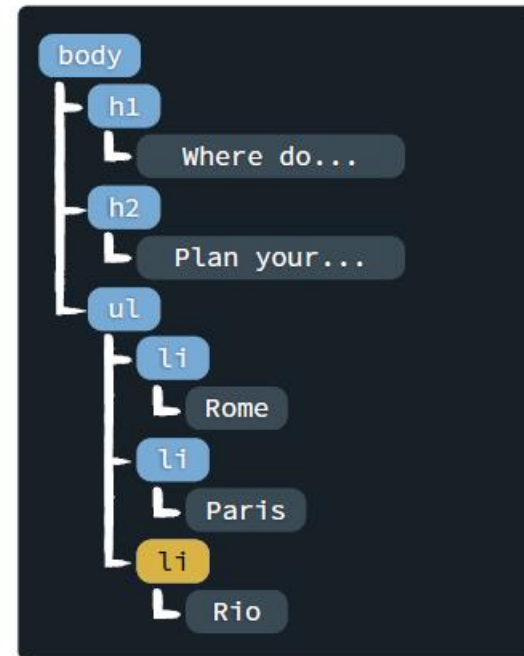 body
h1
Where do...
h2
Plan your...
ul
li
Rome
li
Paris
li
Rio